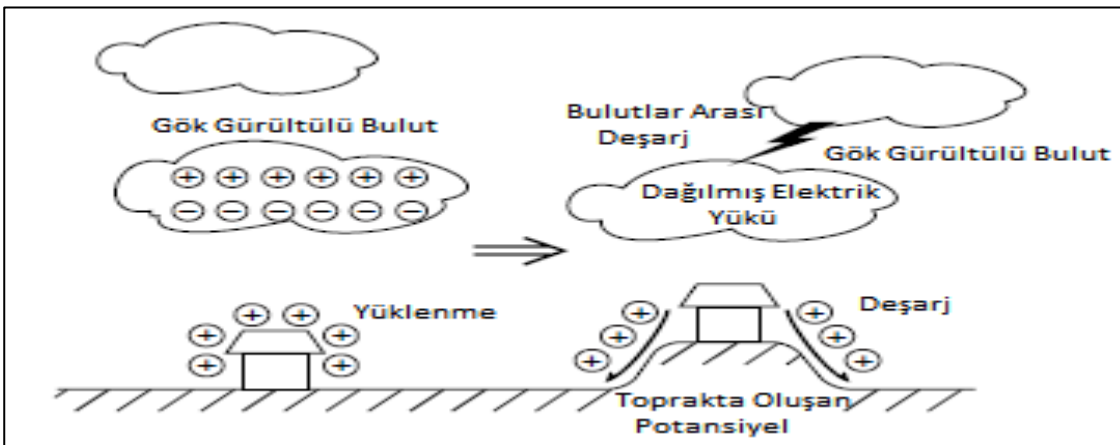 Gök Gürültülü Bulut
Yüklenme
Bulutlar Arası
Deşarj
Gök Gürültülü Bulut
Dağılmış Elektrik
Yükü
Deşarj
Toprakta Oluşan
Potansiyel